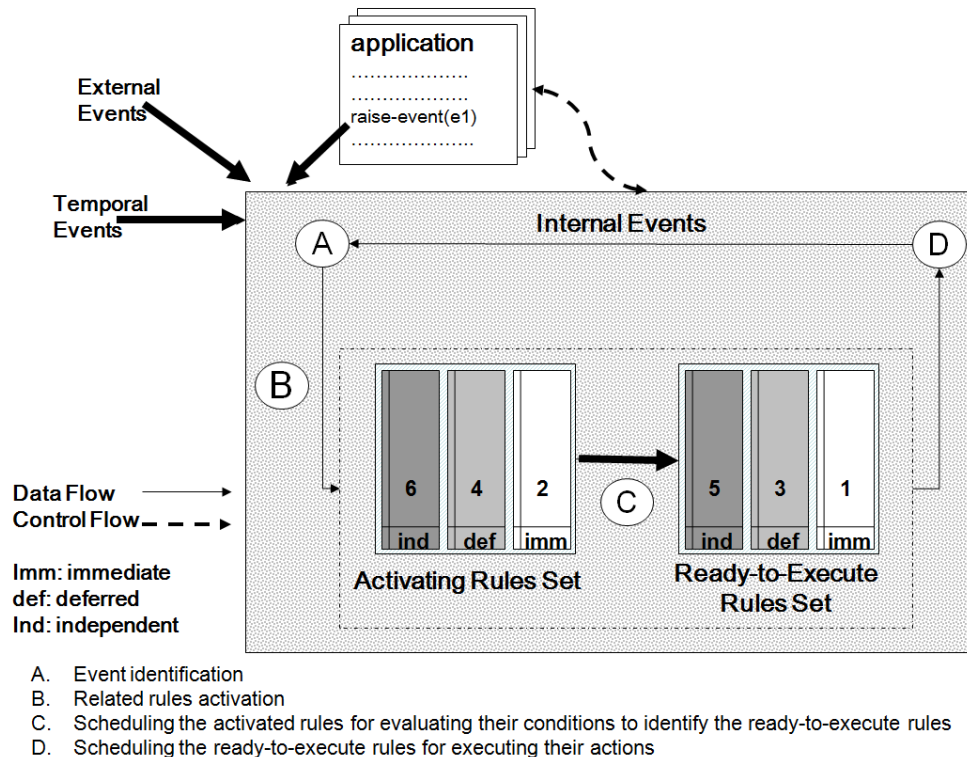 application
...................
...................
raise-event(e1)
....................
External
Events
Temporal
Events
Internal Events
A
D
B
C
6
4
2
ind
def
imm
Activating Rules Set
5
3
1
ind
def
imm
Ready-to-Execute
Rules Set
Data Flow
Control Flow
Imm: immediate
def: deferred
Ind: independent
A. Event identification
B. Related rules activation
C. Scheduling the activated rules for evaluating their conditions to identify the ready-to-execute rules
D. Scheduling the ready-to-execute rules for executing their actions